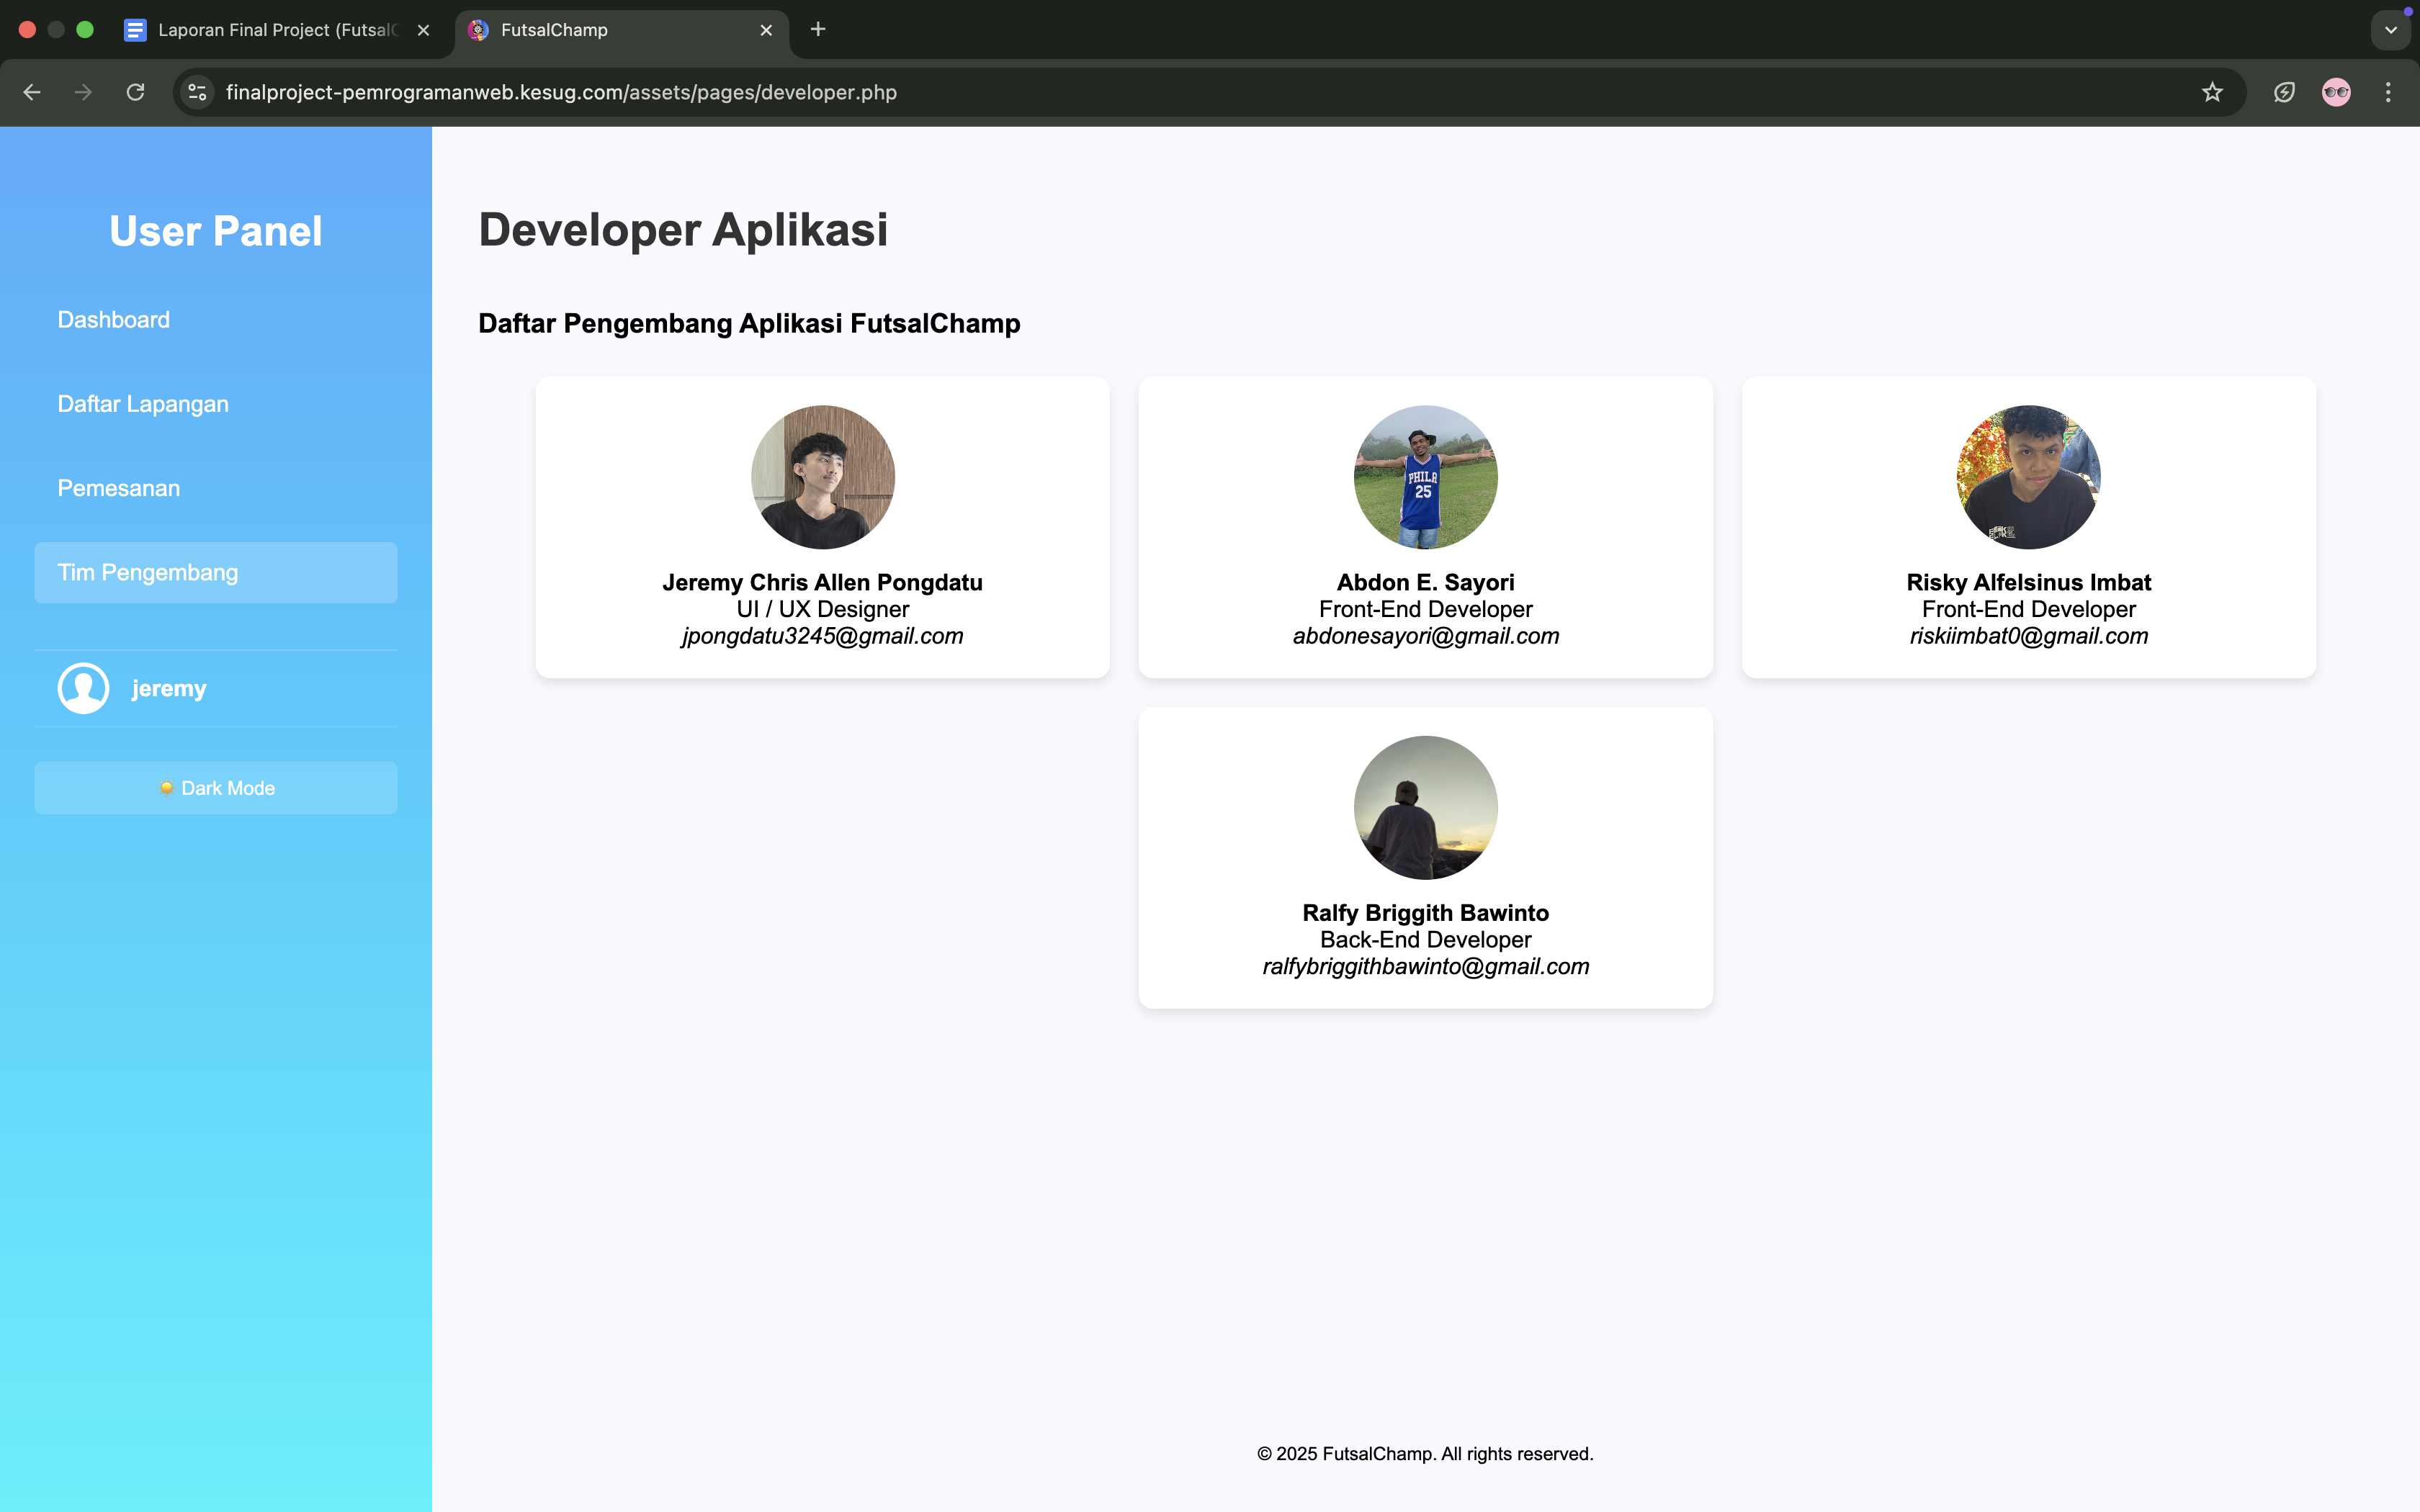 Laporan Final Project (FutsalC
FutsalChamp
finalproject-pemrogramanweb.kesug.com/assets/pages/developer.php
User Panel
Dashboard
Daftar Lapangan
Pemesanan
Tim Pengembang
jeremy
Dark Mode
Developer Aplikasi
Daftar Pengembang Aplikasi FutsalChamp
Jeremy Chris Allen Pongdatu
UI / UX Designer
jpongdatu3245@gmail.com
PHILA
25
Abdon E. Sayori
Front-End Developer
abdonesayori@gmail.com
Risky Alfelsinus Imbat
Front-End Developer
riskiimbat0@gmail.com
Ralfy Briggith Bawinto
Back-End Developer
ralfybriggithbawinto@gmail.com
© 2025 FutsalChamp. All rights reserved.